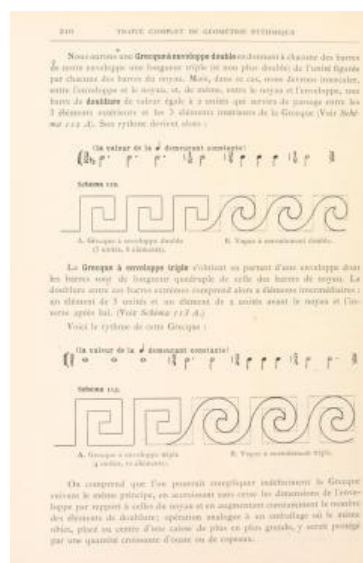 210 TRAITÉ COMPLET DE GÉOMÉTRIE RYTHMIQUE
Nous aurons une Grecque à enveloppe double en donnant à chacune des barres
de cette enveloppe une longueur triple (et non plus double) de l'unité figurée
par chacune des barres du noyau. Mais, dans ce cas, nous devrons intercaler,
entre l'enveloppe et le noyau, et, de même, entre le noyau et l'enveloppe, une
barre de doublure de valeur égale à 2 unités qui servira de passage entre les
3 éléments extérieurs et les 3 éléments intérieurs de la Grecque (Voir Sché-
ma 112 A). Son rythme devient alors :
(la valeur de la demeurant constante)
Schéma 112.
A. Grecque à enveloppe double
(3 unités, 8 éléments).
B. Vague à enroulement double.
La Grecque à enveloppe triple s'obtient en partant d'une enveloppe dont
les barres sont de longueur quadruple de celle des barres du noyau. La
doublure entre ces barres extrêmes comprend alors 2 éléments intermédiaires :
un élément de 3 unités et un élément de 2 unités avant le noyau et l'in-
verse après lui. (Voir Schéma 113 A.)
Voici le rythme de cette Grecque :
(la valeur de la demeurant constante)
Schéma 113.
A. Grecque à enveloppe triple
4 unités, 10 éléments).
B. Vague à enroulement triple.
On comprend que l'on pourrait compliquer indéfiniment la Grecque
suivant le même principe, en accroissant sans cesse les dimensions de l'enve-
loppe par rapport à celles du noyau et en augmentant constamment le nombre
des éléments de doublure; opération analogue à un emballage où le même
objet, placé au centre d'une caisse de plus en plus grande, y serait protégé
par une quantité croissante d'ouate ou de copeaux.